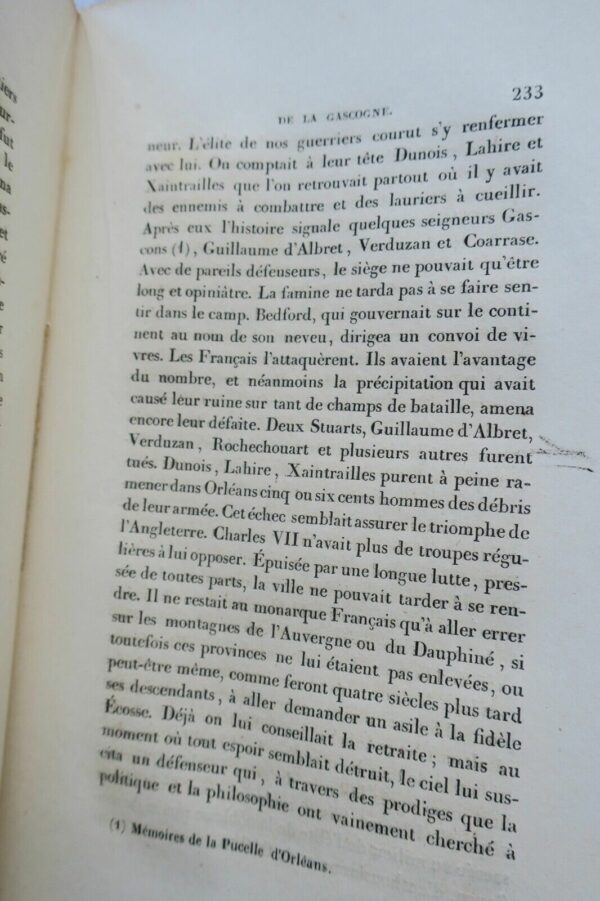 233
DE LA GASCOGNE.
neur. L'élite de nos guerriers courut s'y renfermer
avec lui. On comptait à leur tête Dunois, Lahire et
Xaintrailles que l'on retrouvait partout où il y avait
des ennemis à combattre et des lauriers à cueillir.
Après eux l'histoire signale quelques seigneurs Gas-
cons (1), Guillaume d'Albret, Verduzan et Coarrase.
Avec de pareils défenseurs, le siège ne pouvait qu'être
long et opiniâtre. La famine ne tarda pas à se faire sen-
tir dans le camp. Bedford, qui gouvernait sur le conti-
nent au nom de son neveu, dirigea un convoi de vi-
vres. Les Français l'attaquèrent. Ils avaient l'avantage
du nombre, et néanmoins la précipitation qui avait
causé leur ruine sur tant de champs de bataille, amena
encore leur défaite. Deux Stuarts, Guillaume d'Albret,
Verduzan, Rochechouart et plusieurs autres furent
tués. Dunois, Lahire, Xaintrailles purent à peine ra-
mener dans Orléans cinq ou six cents hommes des débris
de leur armée. Cet échec semblait assurer le triomphe de
l'Angleterre. Charles VII n'avait plus de troupes régu-
lières à lui opposer. Épuisée par une longue lutte, pres-
sée de toutes parts, la ville ne pouvait tarder à se ren-
dre. Il ne restait au monarque Français qu'à aller errer
sur les montagnes de l'Auvergne ou du Dauphiné, si
toutefois ces provinces ne lui étaient pas enlevées, ou
peut-être même, comme feront quatre siècles plus tard
ses descendants, à aller demander un asile à la fidèle
Écosse. Déjà on lui conseillait la retraite; mais au
moment où tout espoir semblait détruit, le ciel lui sus-
cita un défenseur qui, à travers des prodiges que la
politique et la philosophie ont vainement cherché à
(1) Mémoires de la Pucelle d'Orléans.